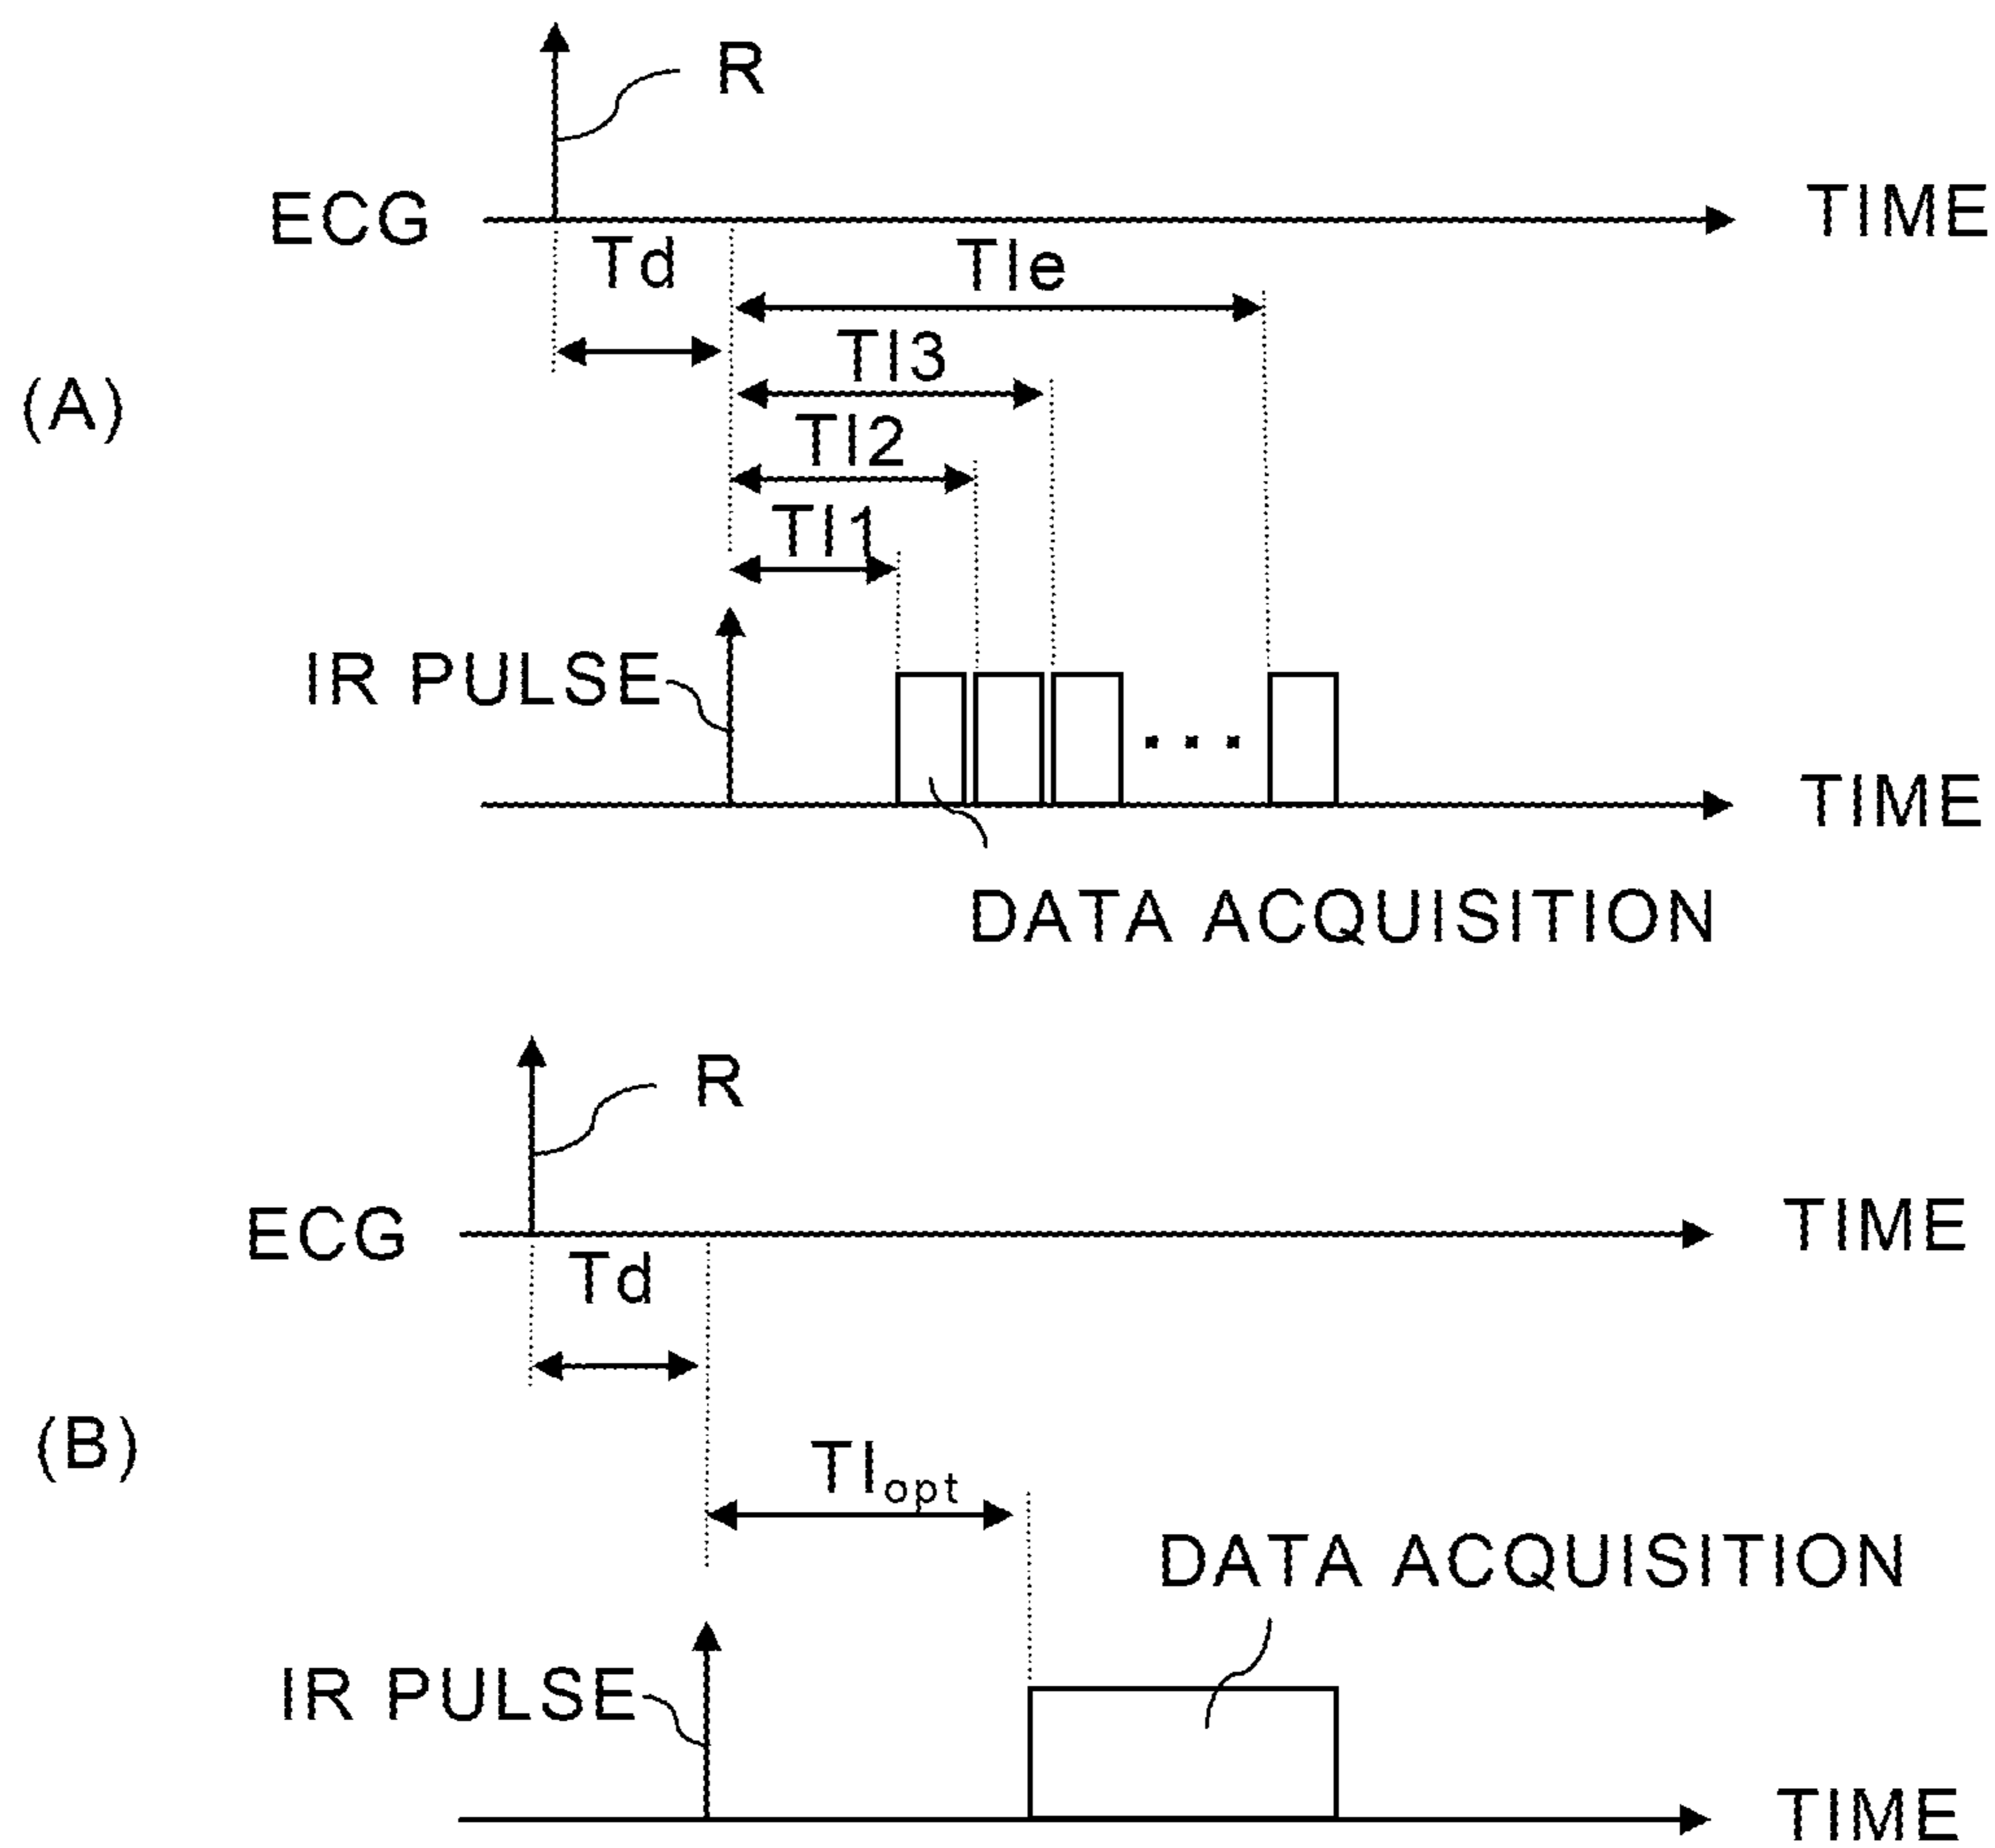 R
ECG
TIME
Td
TIe
TI3
(A)
TI2
TI1
IR PULSE
...
TIME
DATA ACQUISITION
R
ECG
TIME
Td
(B)
TIopt
DATA ACQUISITION
IR PULSE
TIME